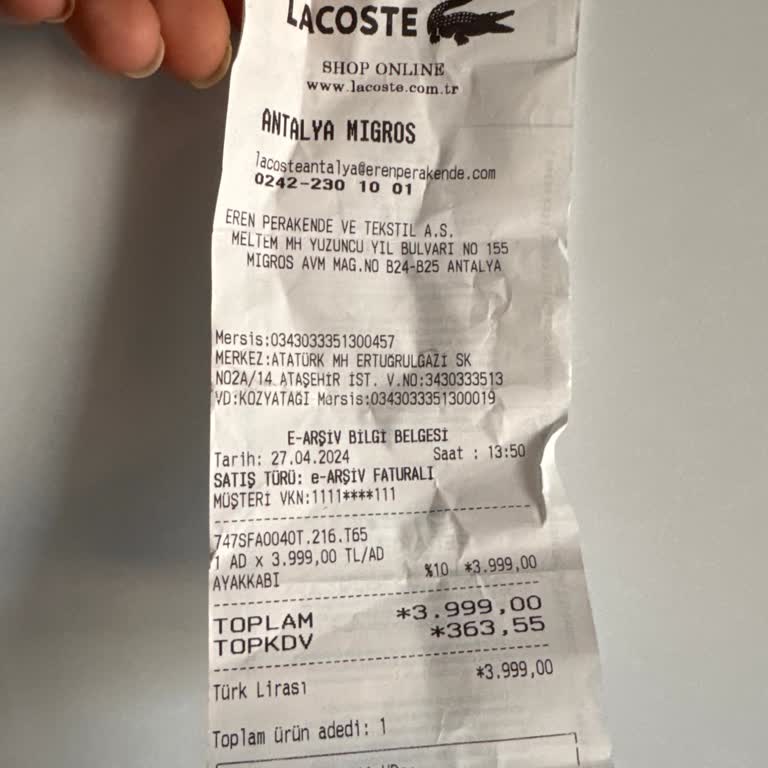 LACOSTE
SHOP ONLINE
www.lacoste.com.tr
ANTALYA MIGROS
lacosteantalya@erenperakende.com
0242-230 10 01
EREN PERAKENDE VE TEKSTIL A.S.
MELTEM MH YUZUNCU YIL BULVARI NO 155
MIGROS AVM MAG.NO B24-B25 ANTALYA
Mersis:0343033351300457
MERKEZ:ATATÜRK MH ERTUĞRULGAZİ SK
NO2A/14 ATAŞEHİR İST. V.NO:3430333513
VD:KOZYATAĞI Mersis:0343033351300019
E-ARŞİV BİLGİ BELGESİ
Tarih: 27.04.2024 Saat : 13:50
SATIŞ TÜRÜ: e-ARŞİV FATURALI
MÜŞTERİ VKN:1111****111
747SFA0040T.216.T65
1 AD x 3.999,00 TL/AD
AYAKKABI %10 *3.999,00
TOPLAM *3.999,00
TOPKDV *363,55
Türk Lirası *3.999,00
Toplam ürün adedi: 1